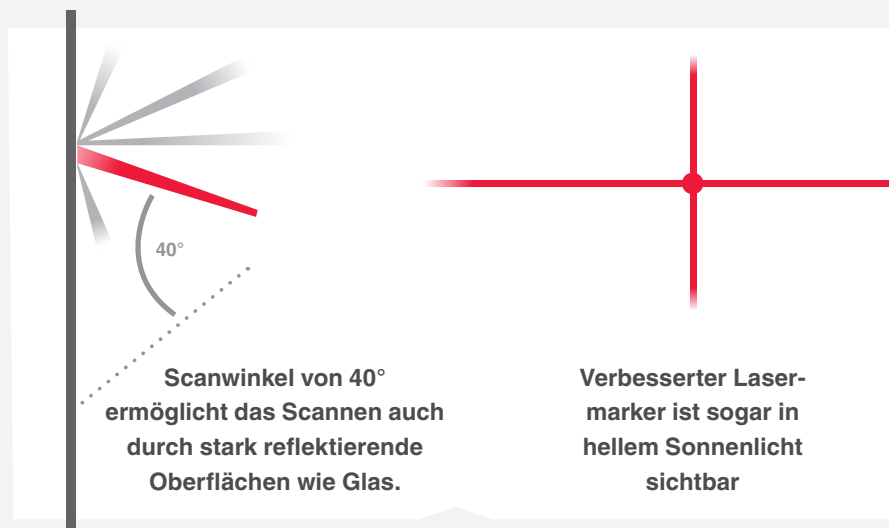 40°
Scanwinkel von 40°
ermöglicht das Scannen auch
durch stark reflektierende
Oberflächen wie Glas.
Verbesserter Laser-
marker ist sogar in
hellem Sonnenlicht
sichtbar